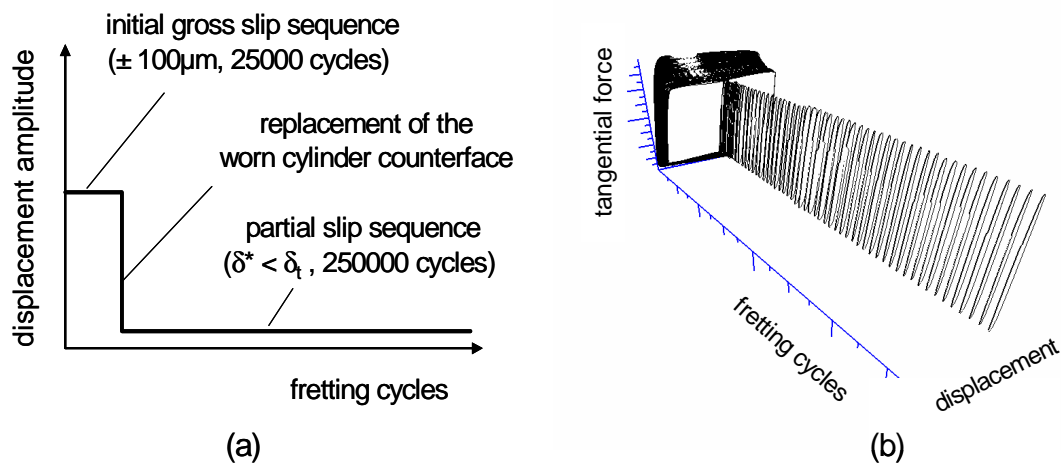 initial gross slip sequence
(± 100µm, 25000 cycles)
replacement of the
worn cylinder counterface
partial slip sequence
(δ* < δt , 250000 cycles)
displacement amplitude
fretting cycles
(a)
tangential force
fretting cycles
displacement
(b)